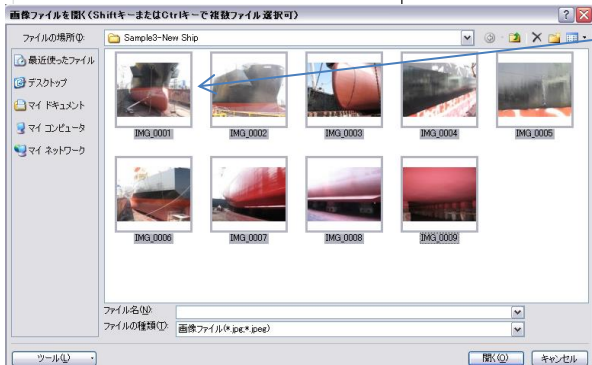 画像ファイルを開く(ShiftキーまたはCtrlキーで複数ファイル選択可)
ファイルの場所(I):
Sample3-New Ship
最近使ったファイル
デスクトップ
マイ ドキュメント
マイ コンピュータ
マイ ネットワーク
IMG_0001
IMG_0002
IMG_0003
IMG_0004
IMG_0005
IMG_0006
IMG_0007
IMG_0008
IMG_0009
ファイル名(N):
ファイルの種類(T):
画像ファイル(*.jpg;*.jpeg)
ツール(L)
開く(O)
キャンセル